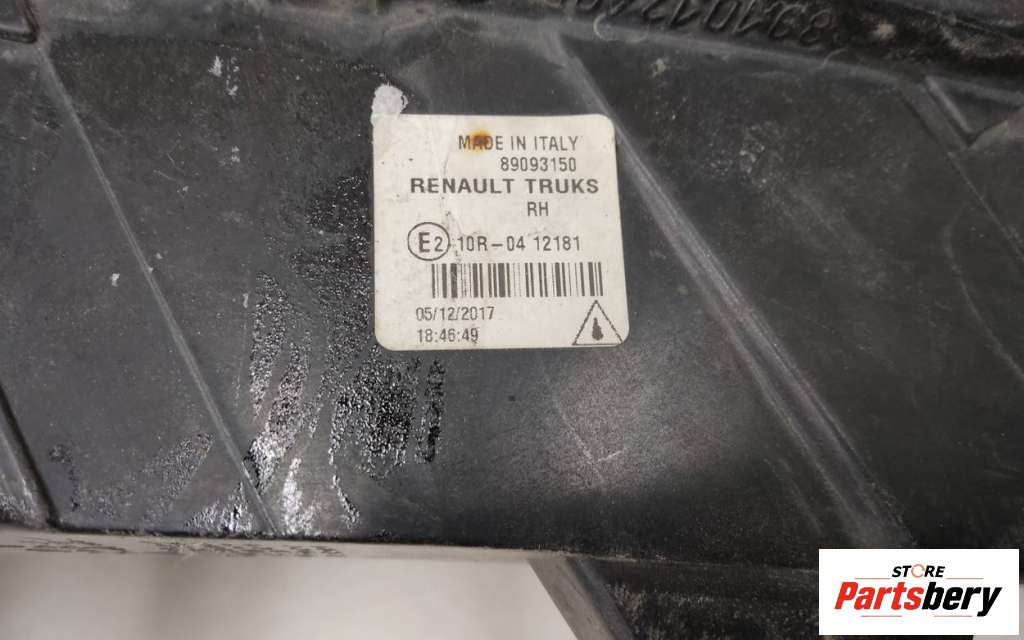 MADE IN ITALY
89093150
RENAULT TRUKS
RH
E2 10R-04 12181
05/12/2017
18:46:49
STORE
Partsbery